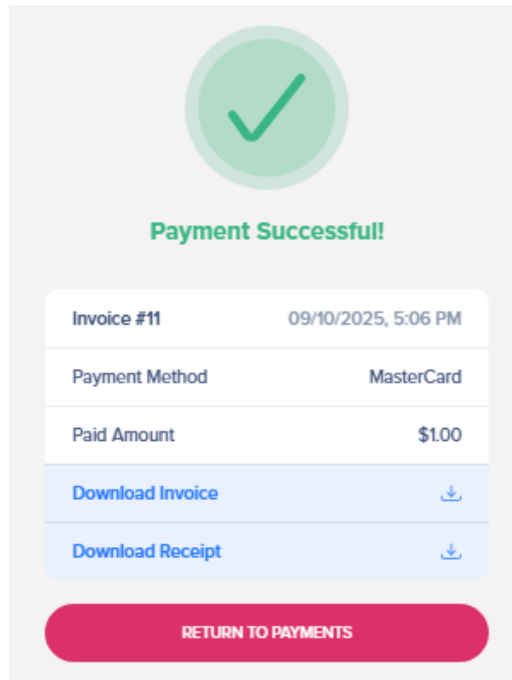 Payment Successful!
Invoice #11 09/10/2025, 5:06 PM
Payment Method MasterCard
Paid Amount $1.00
Download Invoice
Download Receipt
RETURN TO PAYMENTS